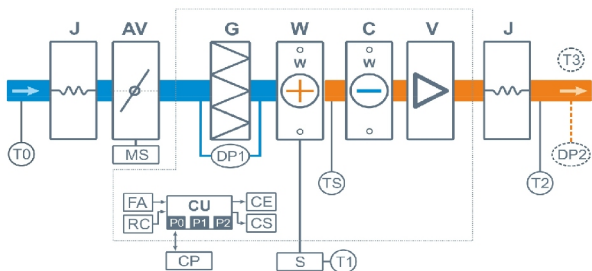 J AV G W C V J
W W
T3
T0 MS DP1 TS T2 DP2
FA CU CE
RC P0 P1 P2 CS
CP S T1